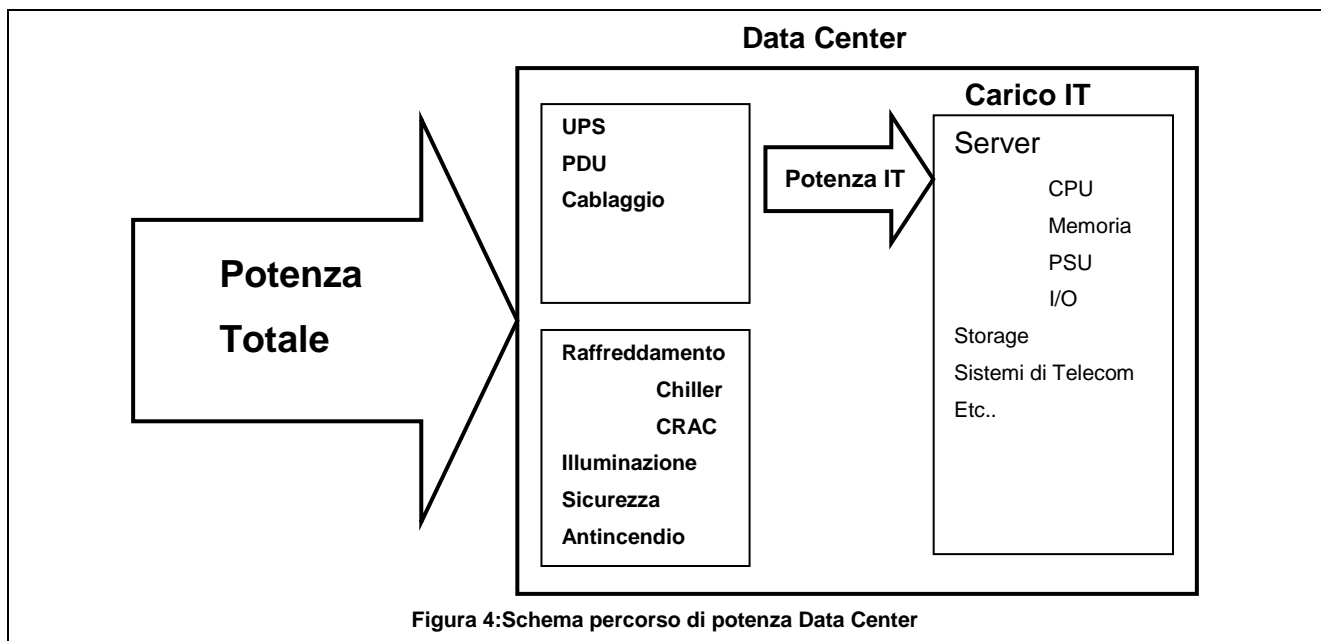 Data Center
Potenza
Totale
UPS
PDU
Cablaggio
Raffreddamento
Chiller
CRAC
Illuminazione
Sicurezza
Antincendio
Potenza IT
Carico IT
Server
CPU
Memoria
PSU
I/O
Storage
Sistemi di Telecom
Etc..
Figura 4:Schema percorso di potenza Data Center